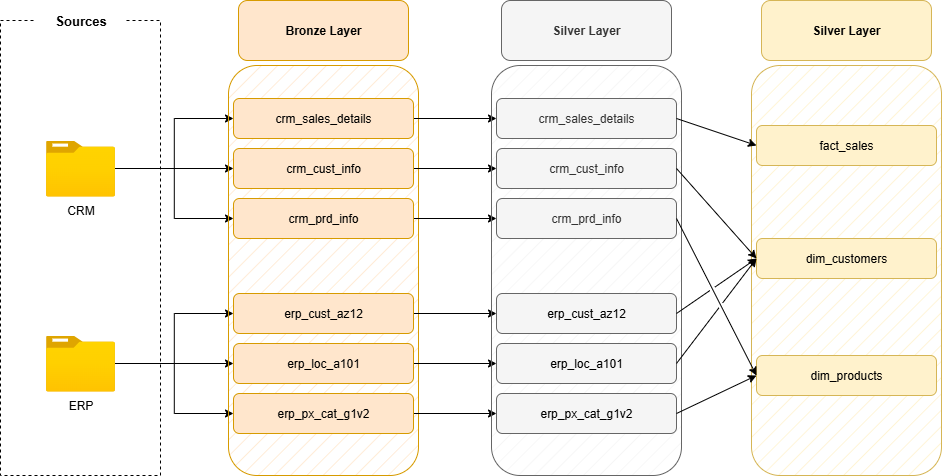 Sources
Bronze Layer
Silver Layer
Silver Layer
crm_sales_details
crm_sales_details
fact_sales
crm_cust_info
crm_cust_info
CRM
crm_prd_info
crm_prd_info
dim_customers
erp_cust_az12
erp_cust_az12
erp_loc_a101
erp_loc_a101
dim_products
ERP
erp_px_cat_g1v2
erp_px_cat_g1v2